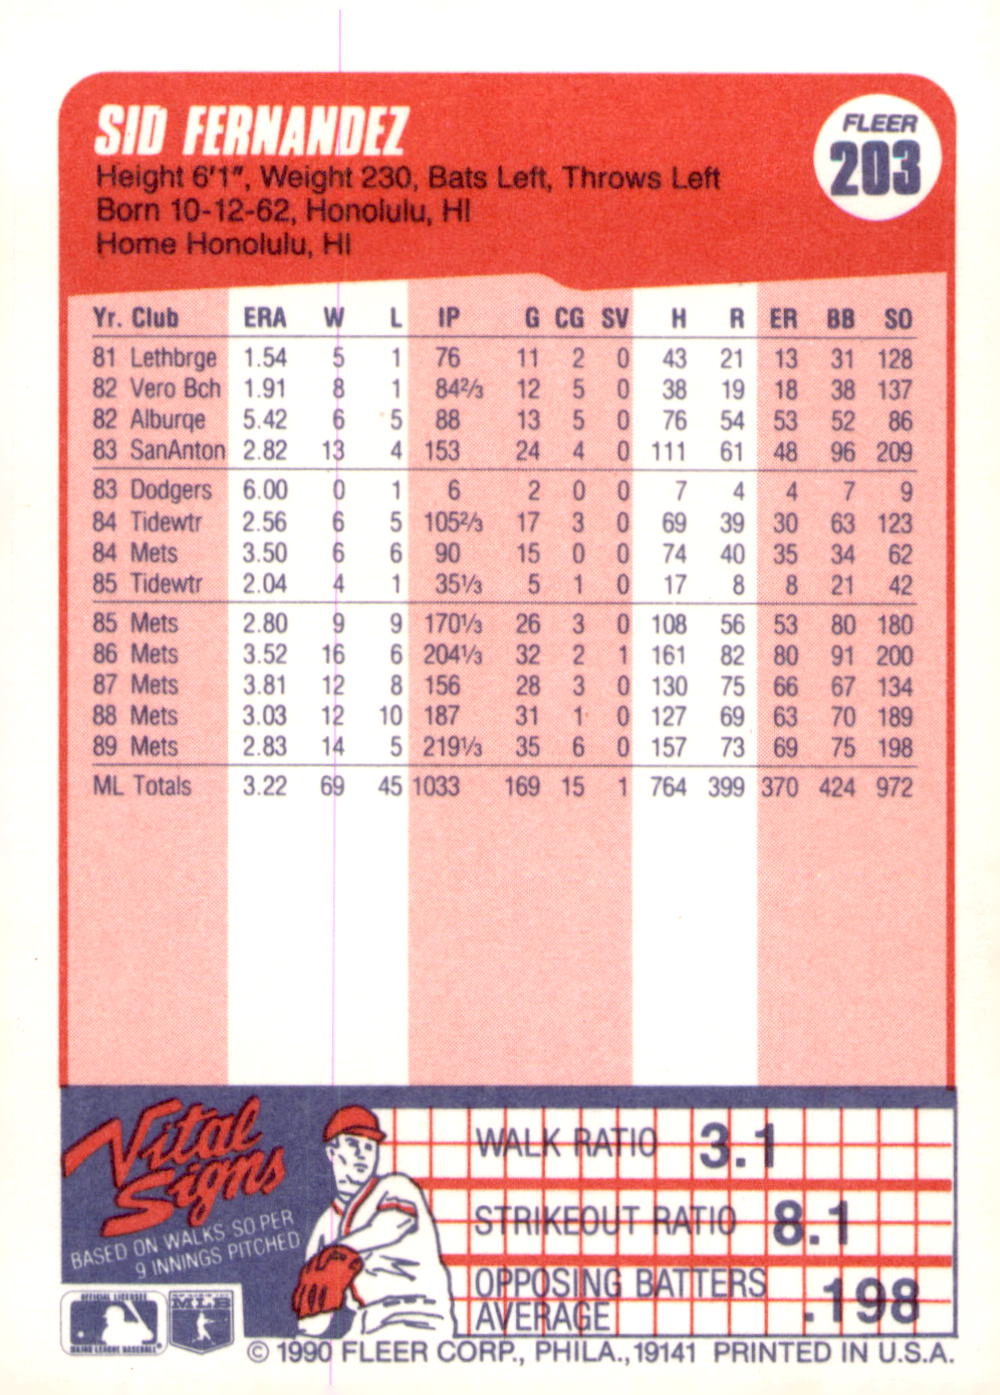 SID FERNANDEZ
FLEER
203
Height 6'1", Weight 230, Bats Left, Throws Left
Born 10-12-62, Honolulu, HI
Home Honolulu, HI
Yr. Club ERA W L IP G CG SV H R ER BB SO
81 Lethbrge 1.54 5 1 76 11 2 0 43 21 13 31 128
82 Vero Bch 1.91 8 1 84²/₃ 12 5 0 38 19 18 38 137
82 Alburqe 5.42 6 5 88 13 5 0 76 54 53 52 86
83 SanAnton 2.82 13 4 153 24 4 0 111 61 48 96 209
83 Dodgers 6.00 0 1 6 2 0 0 7 4 4 7 9
84 Tidewtr 2.56 6 5 105²/₃ 17 3 0 69 39 30 63 123
84 Mets 3.50 6 6 90 15 0 0 74 40 35 34 62
85 Tidewtr 2.04 4 1 35¹/₃ 5 1 0 17 8 8 21 42
85 Mets 2.80 9 9 170¹/₃ 26 3 0 108 56 53 80 180
86 Mets 3.52 16 6 204¹/₃ 32 2 1 161 82 80 91 200
87 Mets 3.81 12 8 156 28 3 0 130 75 66 67 134
88 Mets 3.03 12 10 187 31 1 0 127 69 63 70 189
89 Mets 2.83 14 5 219¹/₃ 35 6 0 157 73 69 75 198
ML Totals 3.22 69 45 1033 169 15 1 764 399 370 424 972
Vital
Signs
BASED ON WALKS SO PER
9 INNINGS PITCHED
WALK RATIO 3.1
STRIKEOUT RATIO 8.1
OPPOSING BATTERS
AVERAGE .198
OFFICIAL LICENSEE
MAJOR LEAGUE BASEBALL
MLB
© 1990 FLEER CORP., PHILA., 19141 PRINTED IN U.S.A.